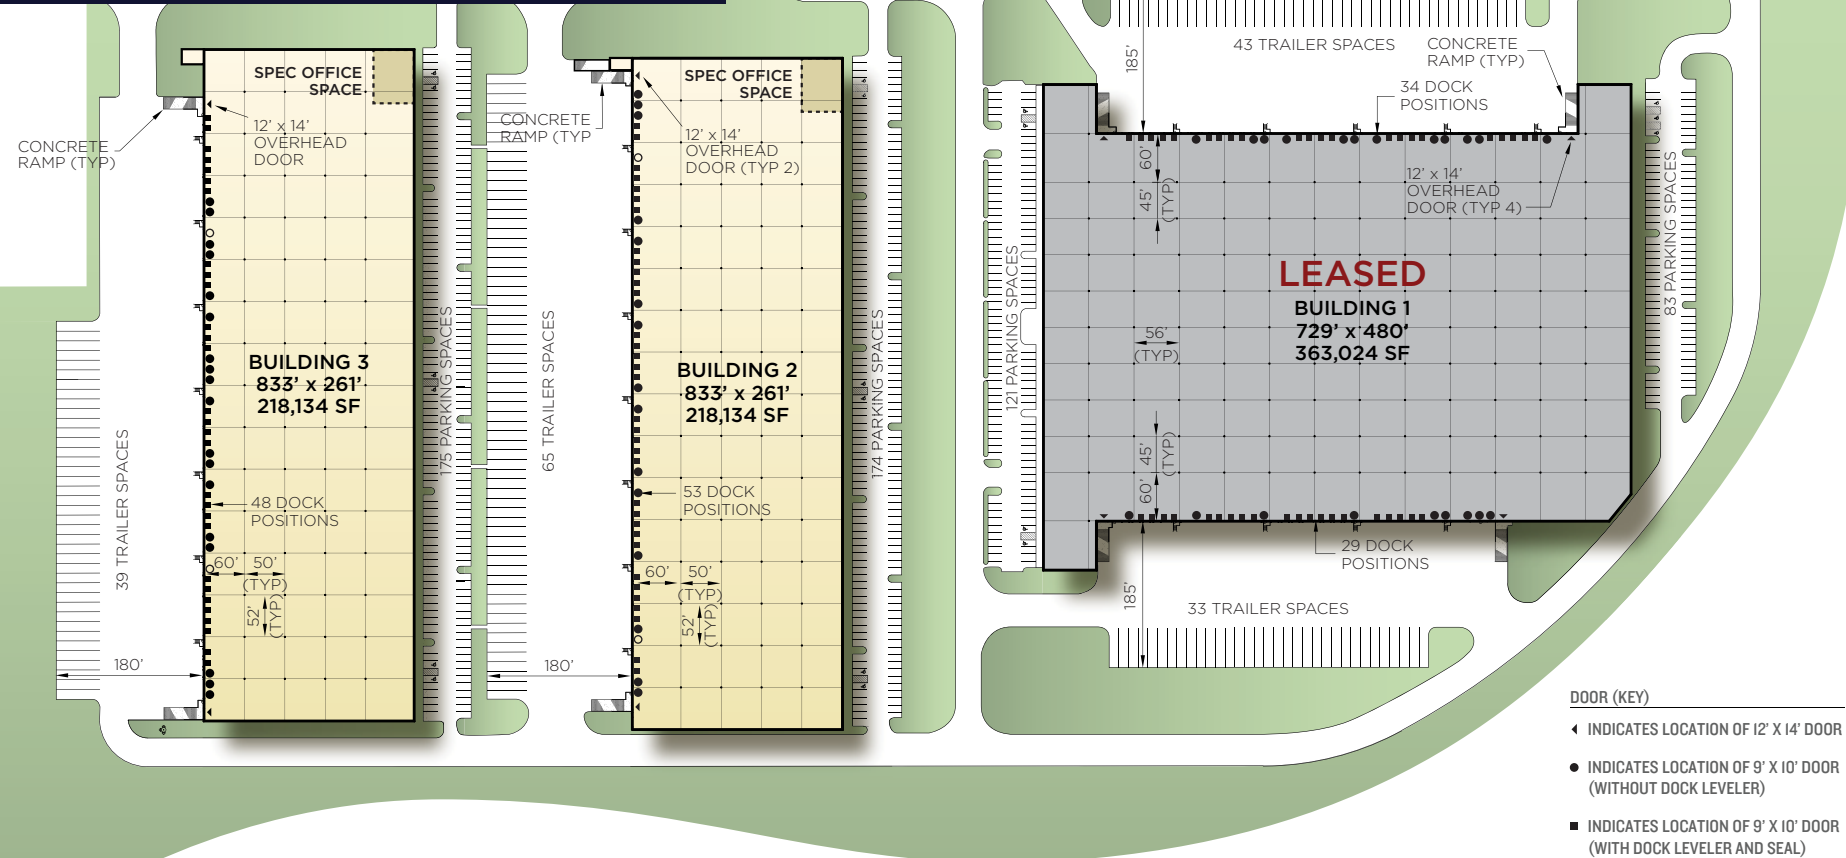 SPEC OFFICE
SPACE
12' x 14'
OVERHEAD
DOOR
CONCRETE
RAMP (TYP)
BUILDING 3
833' x 261'
218,134 SF
48 DOCK
POSITIONS
60'
50'
(TYP)
52'
(TYP)
180'
39 TRAILER SPACES
175 PARKING SPACES
65 TRAILER SPACES
SPEC OFFICE
SPACE
CONCRETE
RAMP (TYP
12' x 14'
OVERHEAD
DOOR (TYP 2)
BUILDING 2
833' x 261'
218,134 SF
53 DOCK
POSITIONS
60'
50'
(TYP)
52'
(TYP)
180'
174 PARKING SPACES
121 PARKING SPACES
185'
43 TRAILER SPACES
CONCRETE
RAMP (TYP)
34 DOCK
POSITIONS
60'
45'
(TYP)
12' x 14'
OVERHEAD
DOOR (TYP 4)
83 PARKING SPACES
LEASED
BUILDING 1
729' x 480'
363,024 SF
56'
(TYP)
45'
(TYP)
60'
29 DOCK
POSITIONS
185'
33 TRAILER SPACES
DOOR (KEY)
INDICATES LOCATION OF 12' X 14' DOOR
INDICATES LOCATION OF 9' X 10' DOOR
(WITHOUT DOCK LEVELER)
INDICATES LOCATION OF 9' X 10' DOOR
(WITH DOCK LEVELER AND SEAL)